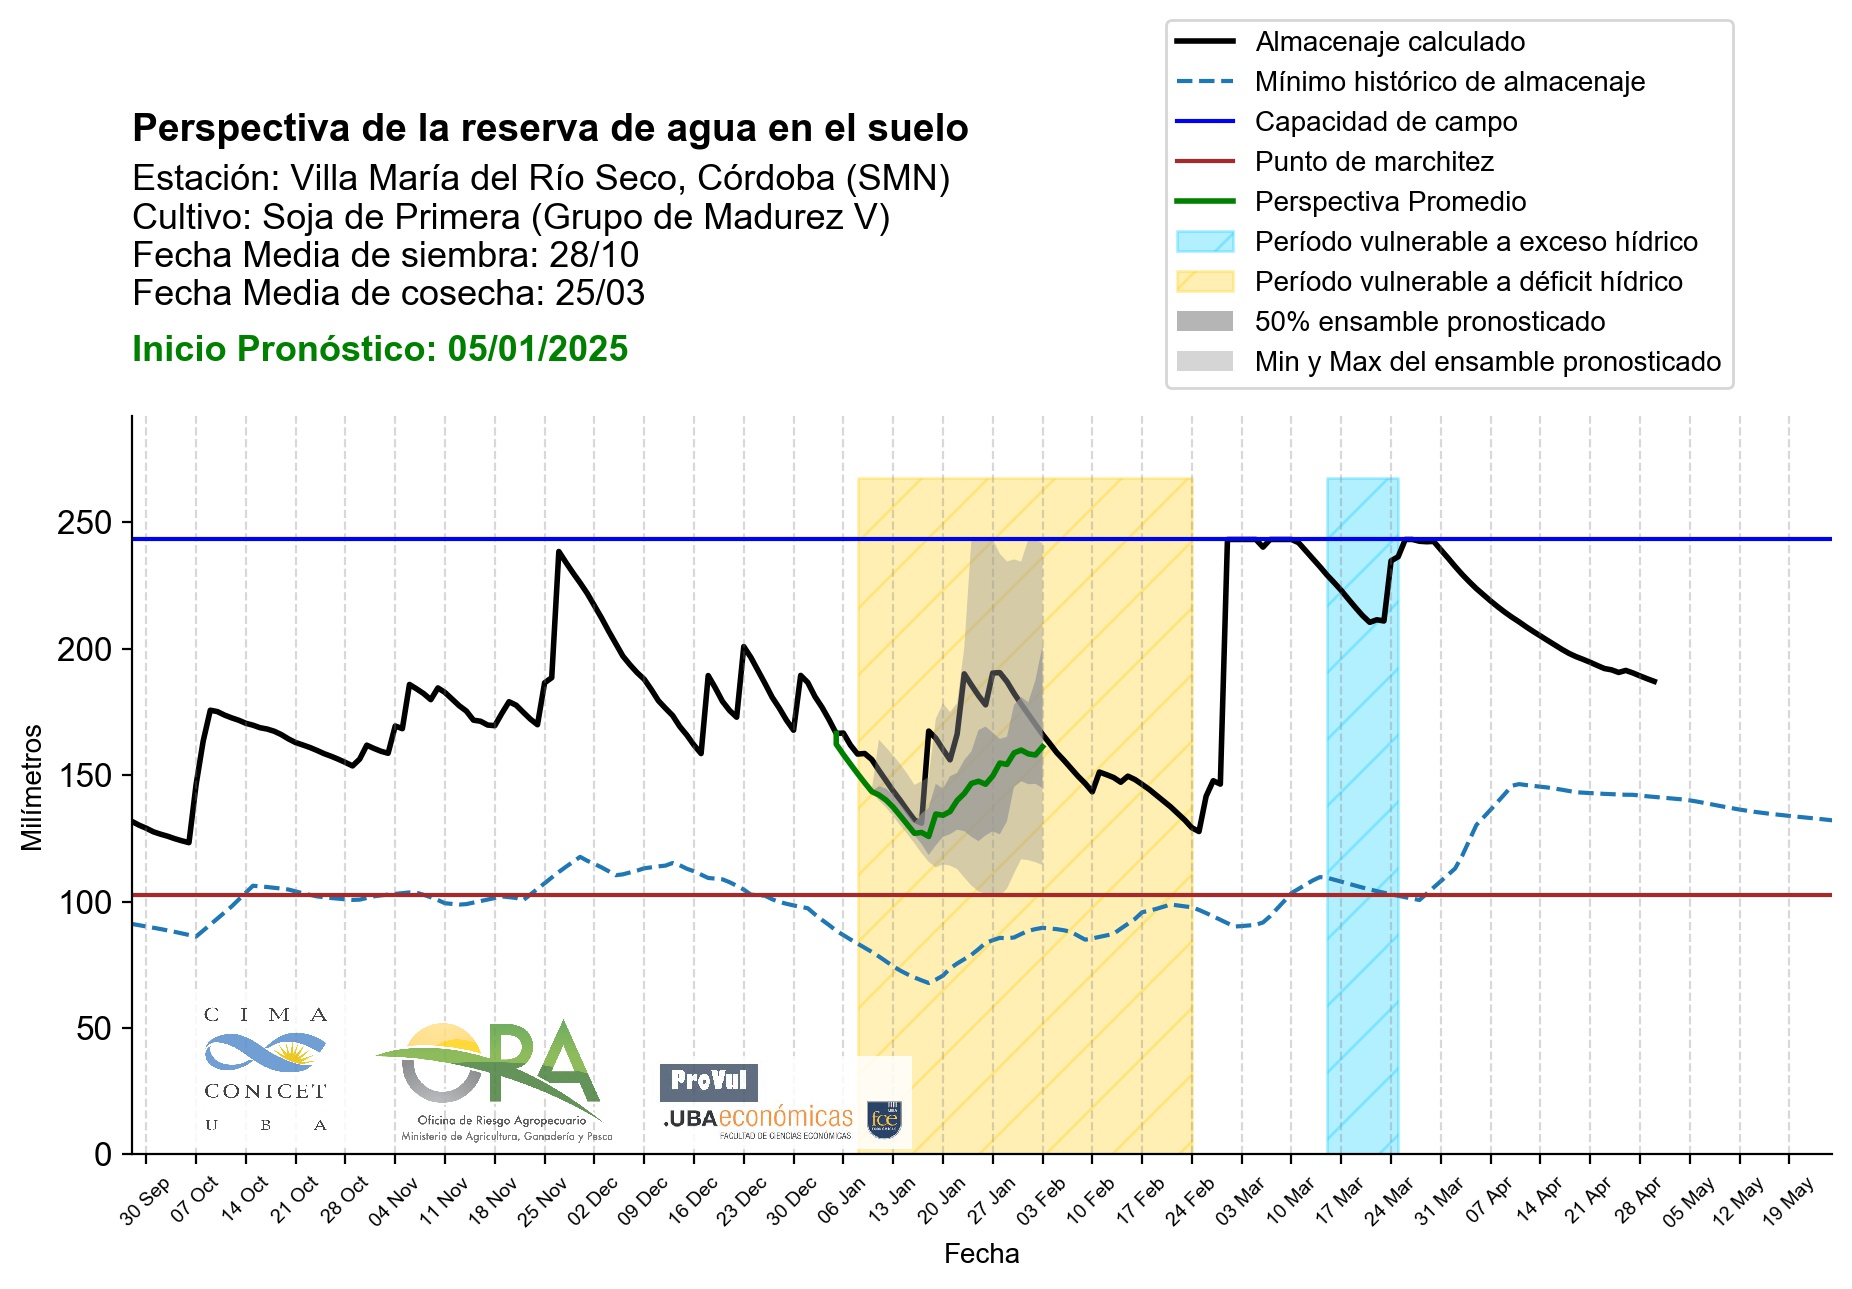 Almacenaje calculado
Mínimo histórico de almacenaje
Capacidad de campo
Punto de marchitez
Perspectiva Promedio
Período vulnerable a exceso hídrico
Período vulnerable a déficit hídrico
50% ensamble pronosticado
Min y Max del ensamble pronosticado
Perspectiva de la reserva de agua en el suelo
Estación: Villa María del Río Seco, Córdoba (SMN)
Cultivo: Soja de Primera (Grupo de Madurez V)
Fecha Media de siembra: 28/10
Fecha Media de cosecha: 25/03
Inicio Pronóstico: 05/01/2025
Milímetros
250
200
150
100
50
0
CIMA
CONICET
UBA
ORA
Oficina de Riesgo Agropecuario
Ministerio de Agricultura, Ganadería y Pesca
ProVul
.UBAeconómicas
FACULTAD DE CIENCIAS ECONÓMICAS
fce
30 Sep
07 Oct
14 Oct
21 Oct
28 Oct
04 Nov
11 Nov
18 Nov
25 Nov
02 Dec
09 Dec
16 Dec
23 Dec
30 Dec
06 Jan
13 Jan
20 Jan
27 Jan
03 Feb
10 Feb
17 Feb
24 Feb
03 Mar
10 Mar
17 Mar
24 Mar
31 Mar
07 Apr
14 Apr
21 Apr
28 Apr
05 May
12 May
19 May
Fecha